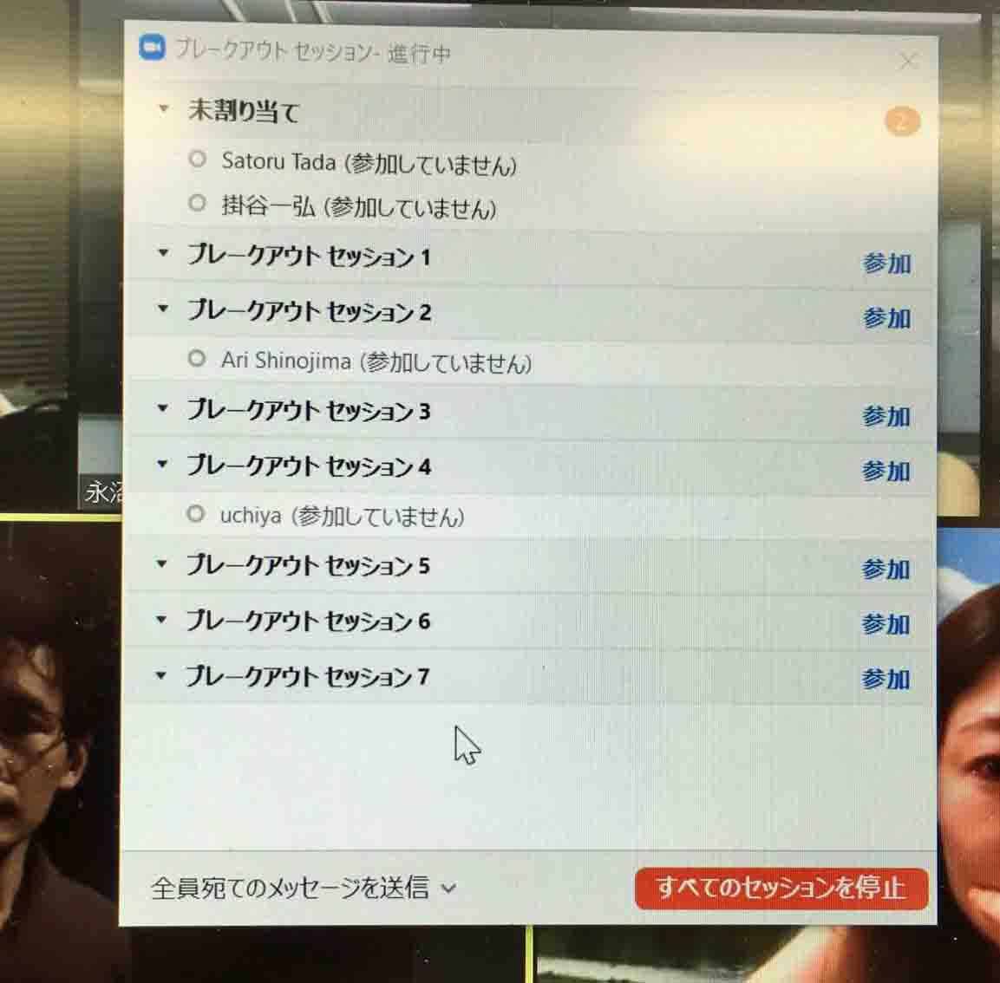 ブレークアウト セッション- 進行中
未割り当て
2
Satoru Tada (参加していません)
掛谷一弘 (参加していません)
ブレークアウト セッション 1 参加
ブレークアウト セッション 2 参加
Ari Shinojima (参加していません)
ブレークアウト セッション 3 参加
ブレークアウト セッション 4 参加
永沼
uchiya (参加していません)
ブレークアウト セッション 5 参加
ブレークアウト セッション 6 参加
ブレークアウト セッション 7 参加
全員宛てのメッセージを送信 すべてのセッションを停止